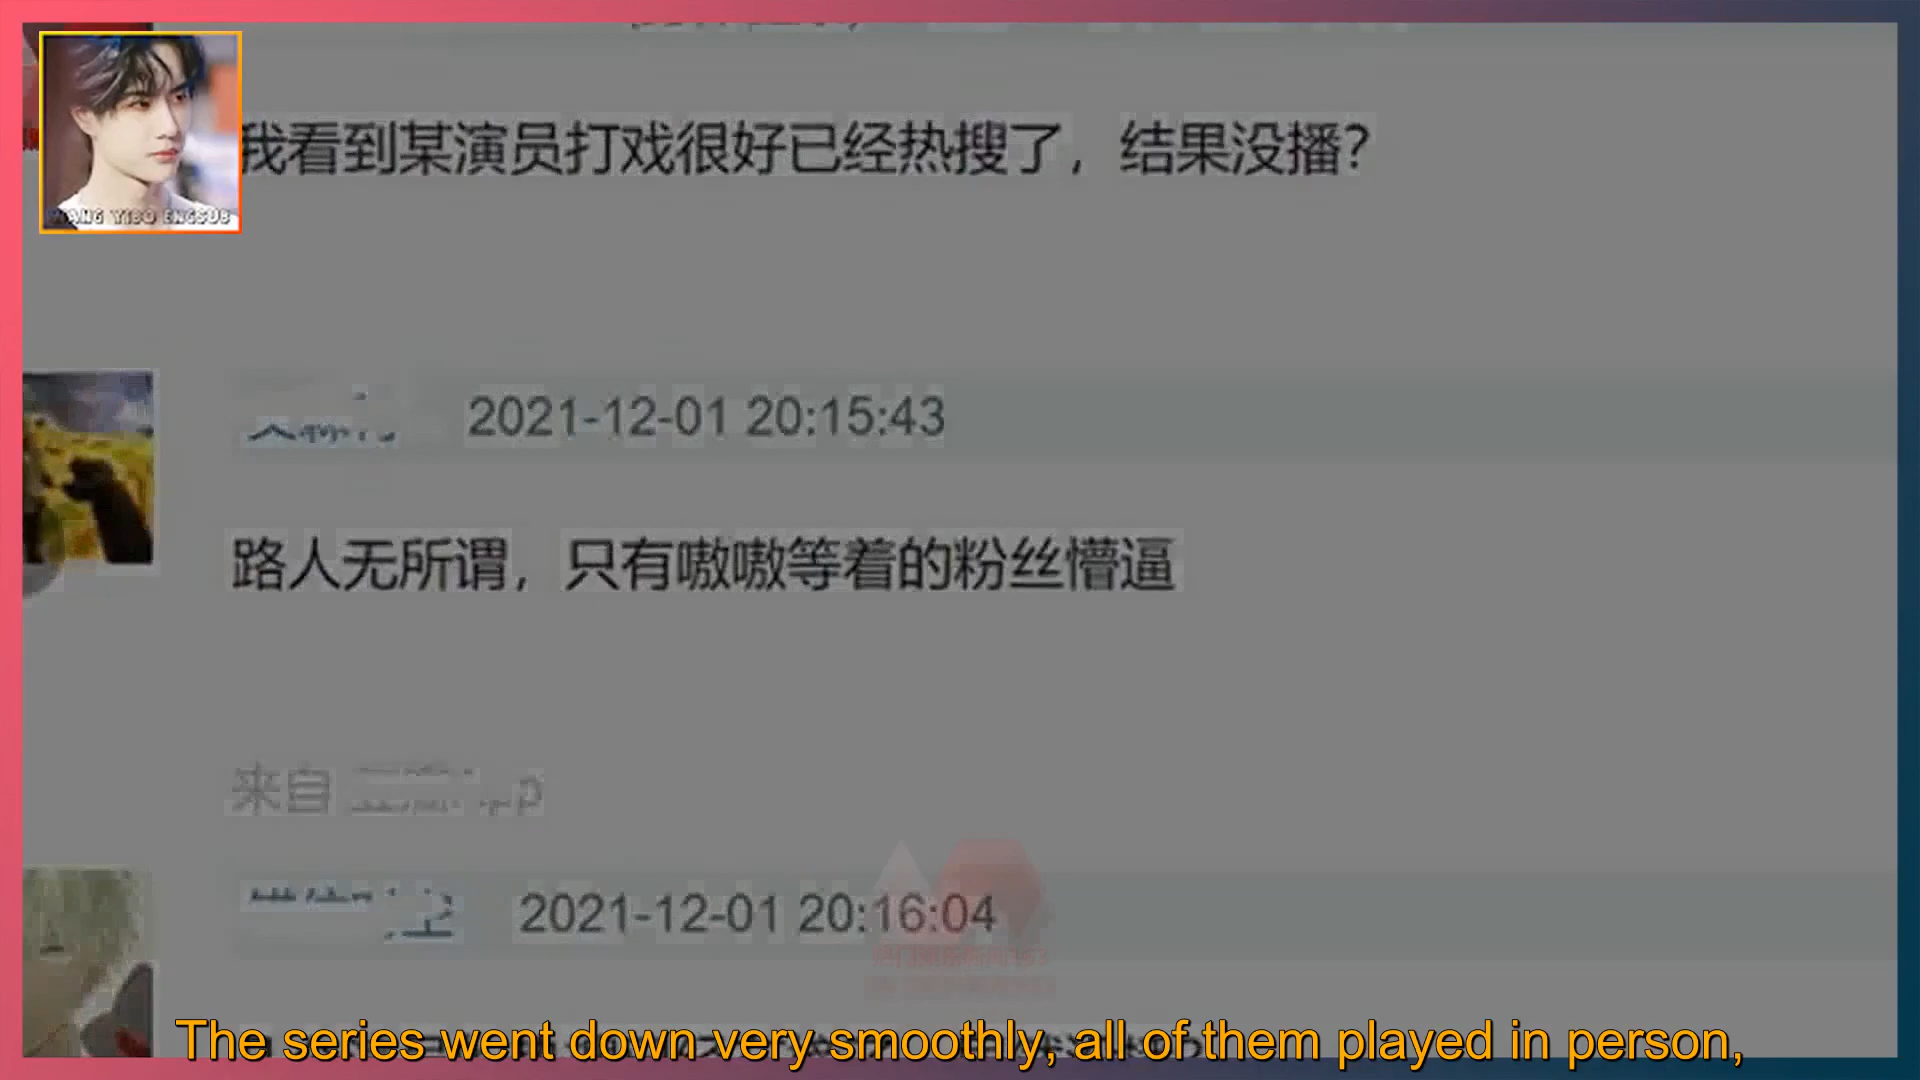 我看到某演员打戏很好已经热搜了，结果没播?
YIBO ENGSUB
2021-12-01 20:15:43
路人无所谓，只有嗷嗷等着的粉丝懵逼
来自
2021-12-01 20:16:04
The series went down very smoothly, all of them played in person,